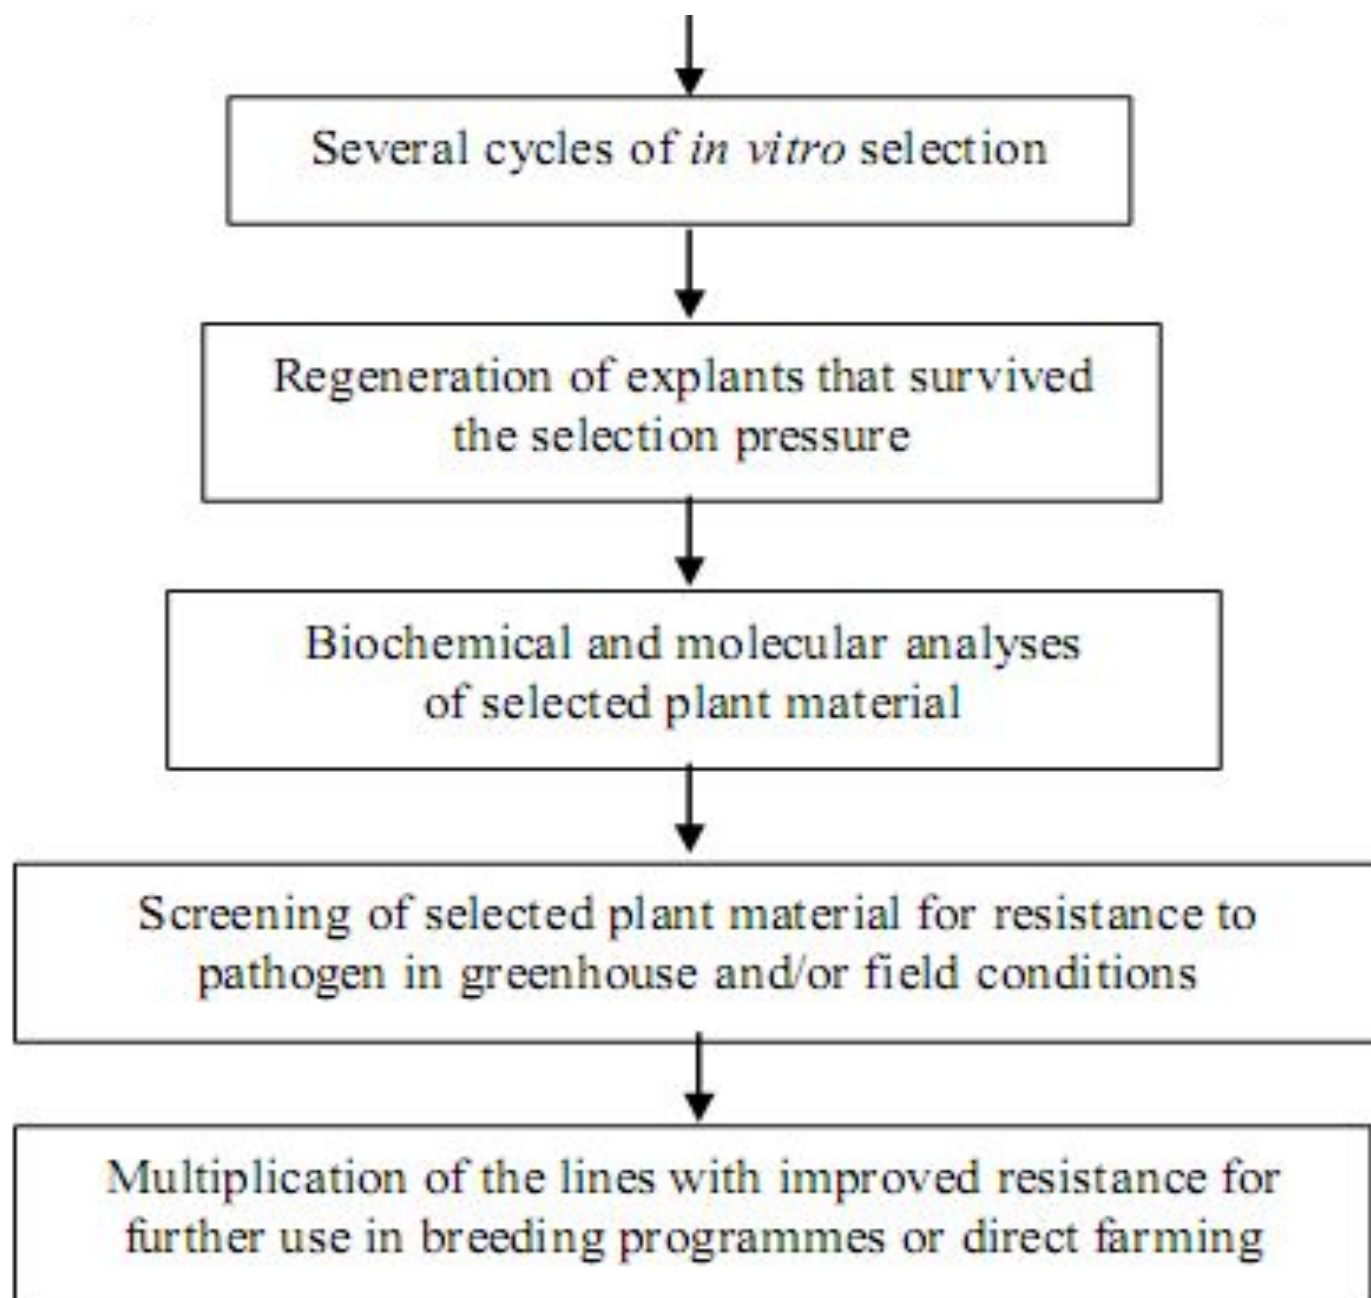 Several cycles of in vitro selection
Regeneration of explants that survived
the selection pressure
Biochemical and molecular analyses
of selected plant material
Screening of selected plant material for resistance to
pathogen in greenhouse and/or field conditions
Multiplication of the lines with improved resistance for
further use in breeding programmes or direct farming